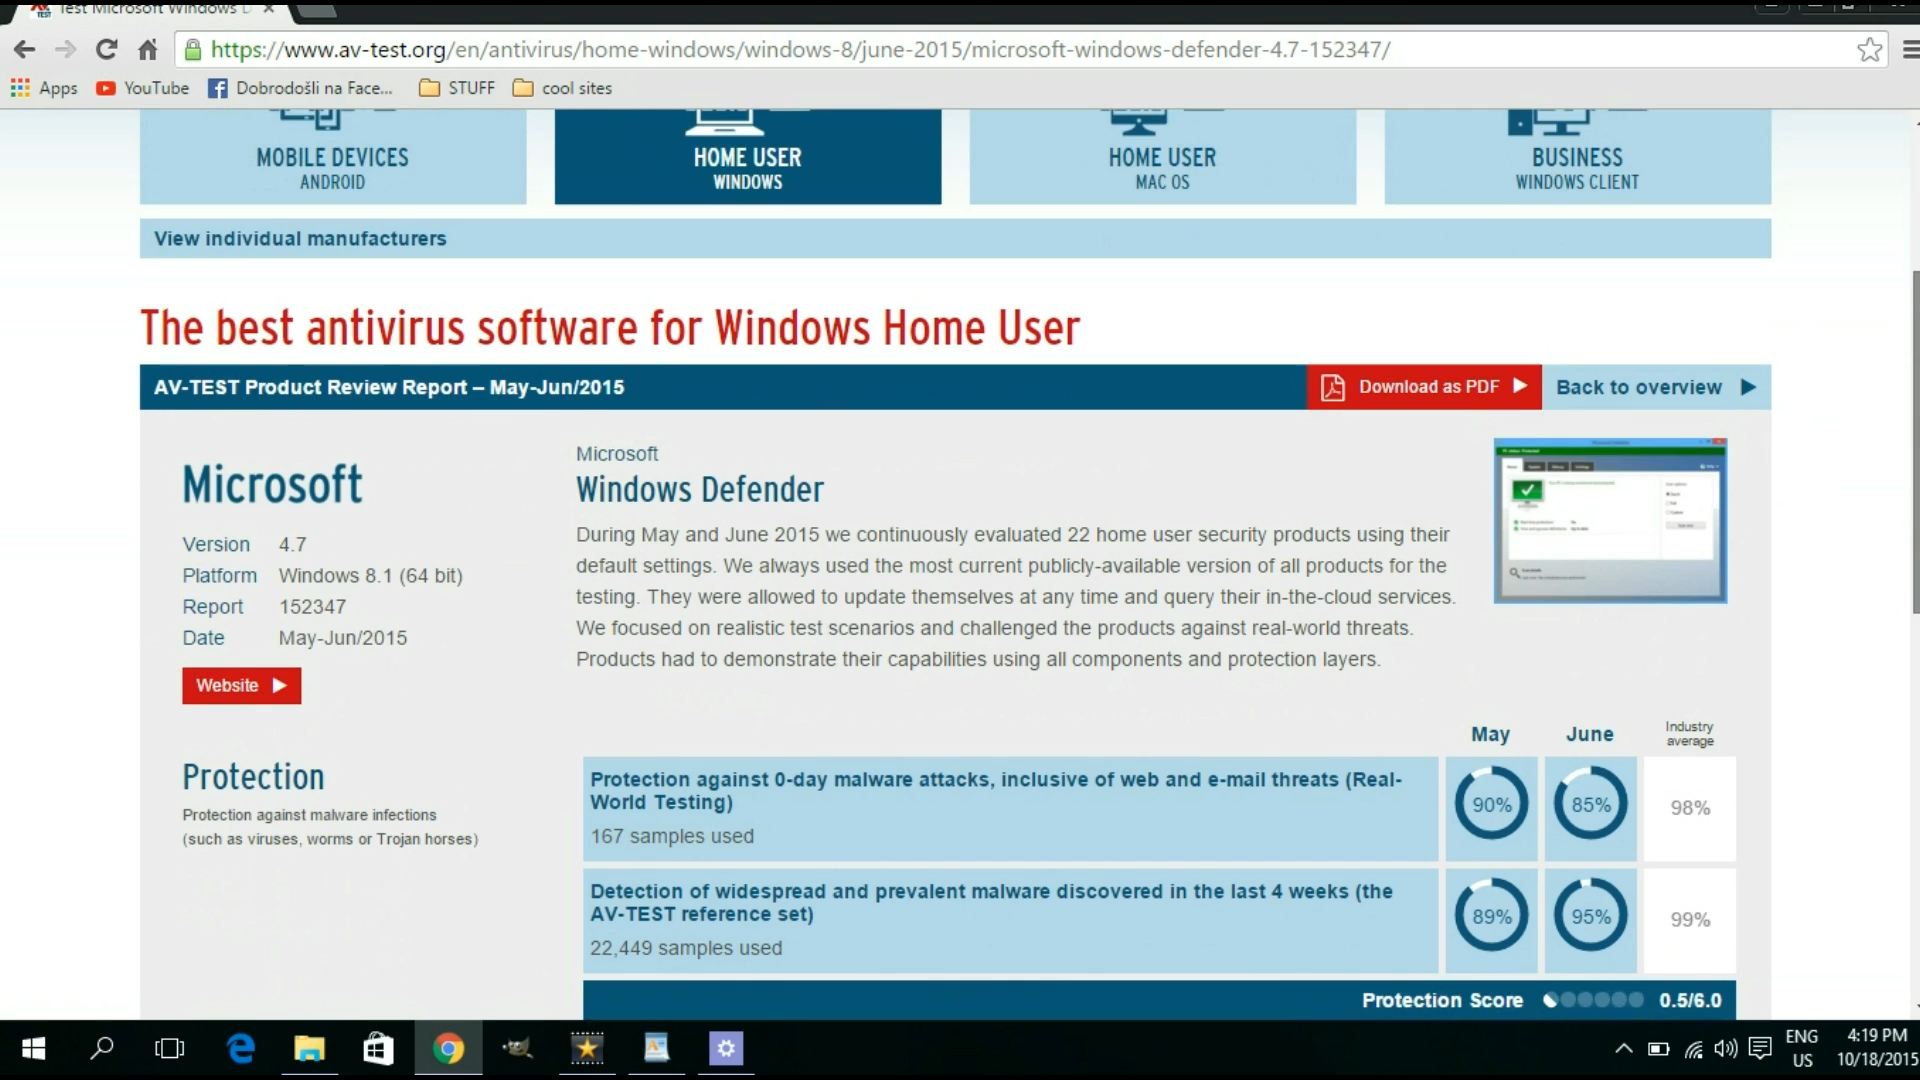 Test Microsoft Windows D
https://www.av-test.org/en/antivirus/home-windows/windows-8/june-2015/microsoft-windows-defender-4.7-152347/
Apps YouTube Dobrodošli na Face... STUFF cool sites
MOBILE DEVICES
ANDROID
HOME USER
WINDOWS
HOME USER
MAC OS
BUSINESS
WINDOWS CLIENT
View individual manufacturers
The best antivirus software for Windows Home User
AV-TEST Product Review Report – May-Jun/2015
Download as PDF
Back to overview
Microsoft
Version 4.7
Platform Windows 8.1 (64 bit)
Report 152347
Date May-Jun/2015
Website
Microsoft
Windows Defender
During May and June 2015 we continuously evaluated 22 home user security products using their
default settings. We always used the most current publicly-available version of all products for the
testing. They were allowed to update themselves at any time and query their in-the-cloud services.
We focused on realistic test scenarios and challenged the products against real-world threats.
Products had to demonstrate their capabilities using all components and protection layers.
May June Industry
average
Protection
Protection against malware infections
(such as viruses, worms or Trojan horses)
Protection against 0-day malware attacks, inclusive of web and e-mail threats (Real-
World Testing)
167 samples used
90% 85% 98%
Detection of widespread and prevalent malware discovered in the last 4 weeks (the
AV-TEST reference set)
22,449 samples used
89% 95% 99%
Protection Score 0.5/6.0
ENG
US
4:19 PM
10/18/2015